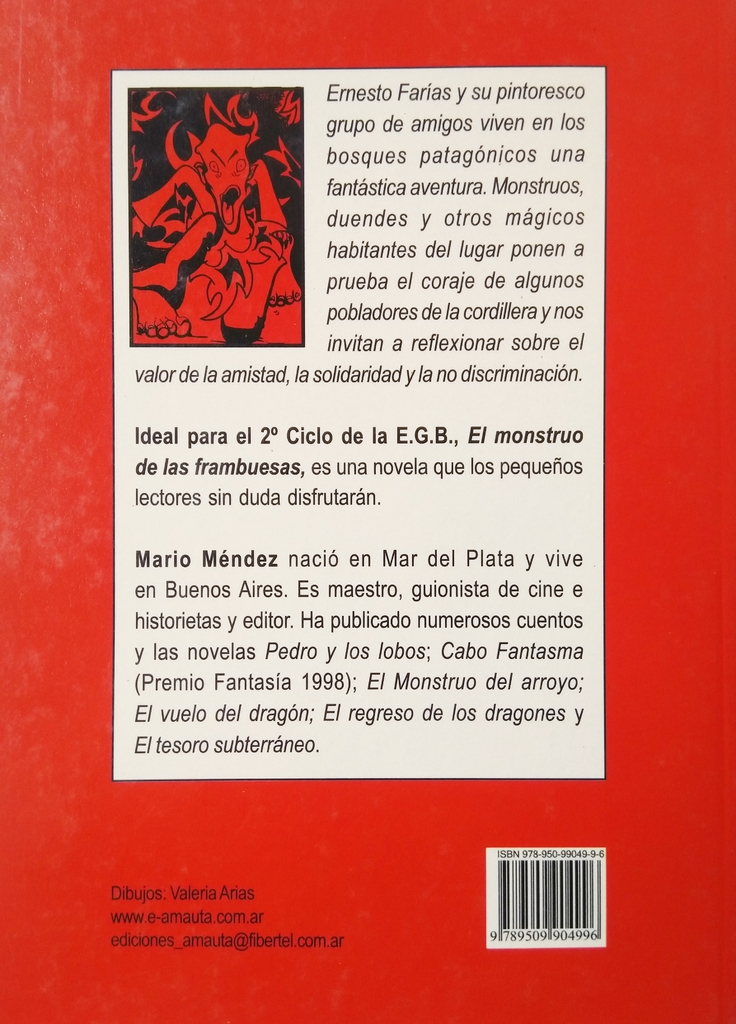 Ernesto Farías y su pintoresco
grupo de amigos viven en los
bosques patagónicos una
fantástica aventura. Monstruos,
duendes y otros mágicos
habitantes del lugar ponen a
prueba el coraje de algunos
pobladores de la cordillera y nos
invitan a reflexionar sobre el
valor de la amistad, la solidaridad y la no discriminación.
Ideal para el 2º Ciclo de la E.G.B., El monstruo
de las frambuesas, es una novela que los pequeños
lectores sin duda disfrutarán.
Mario Méndez nació en Mar del Plata y vive
en Buenos Aires. Es maestro, guionista de cine e
historietas y editor. Ha publicado numerosos cuentos
y las novelas Pedro y los lobos; Cabo Fantasma
(Premio Fantasía 1998); El Monstruo del arroyo;
El vuelo del dragón; El regreso de los dragones y
El tesoro subterráneo.
Dibujos: Valeria Arias
www.e-amauta.com.ar
ediciones_amauta@fibertel.com.ar
ISBN 978-950-99049-9-6
9 789509 904996